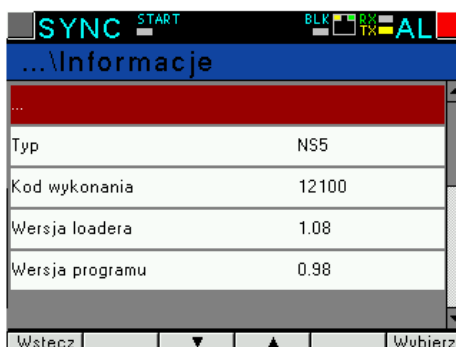 SYNC START BLK RX TX AL
...\Informacje
...
Typ NS5
Kod wykonania 12100
Wersja loadera 1.08
Wersja programu 0.98
Wstecz ▼ ▲ Wybierz